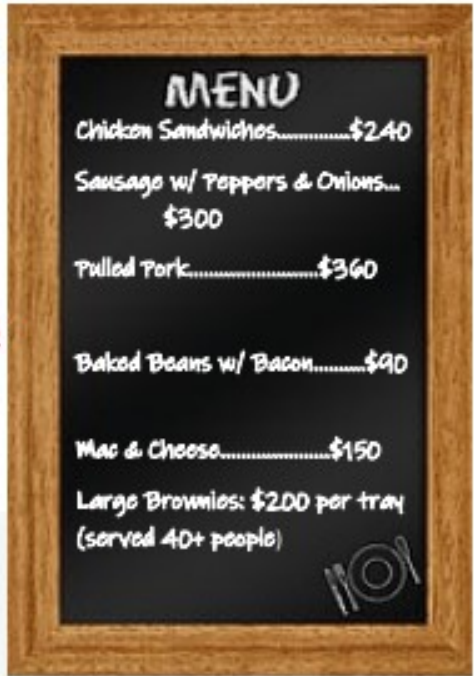 MENU
Chicken Sandwiches..............$240
Sausage w/ Peppers & Onions...
$300
Pulled Pork.........................$360
Baked Beans w/ Bacon..........$90
Mac & Cheese.....................$150
Large Brownies: $200 per tray
(served 40+ people)